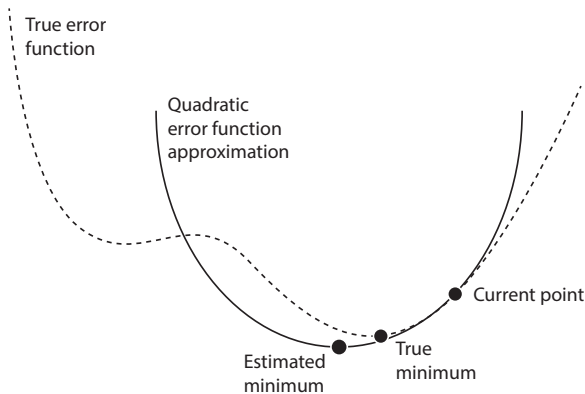 True error
function
Quadratic
error function
approximation
Current point
Estimated
minimum
True
minimum